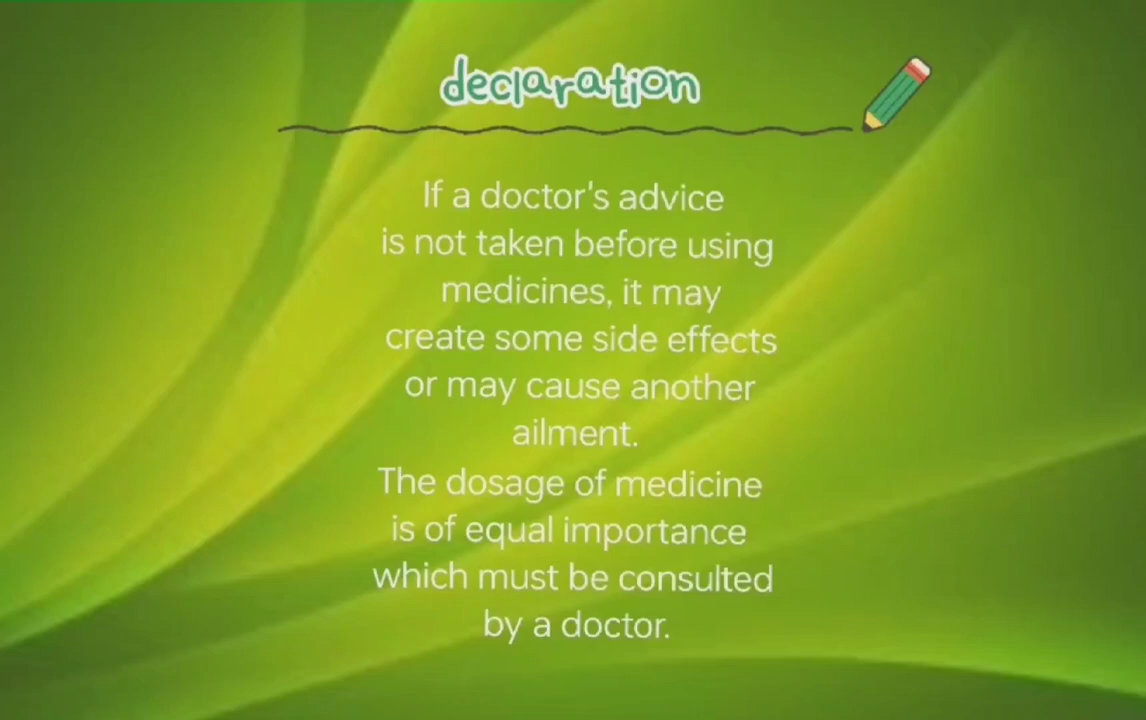 declaration
If a doctor's advice
is not taken before using
medicines, it may
create some side effects
or may cause another
ailment.
The dosage of medicine
is of equal importance
which must be consulted
by a doctor.